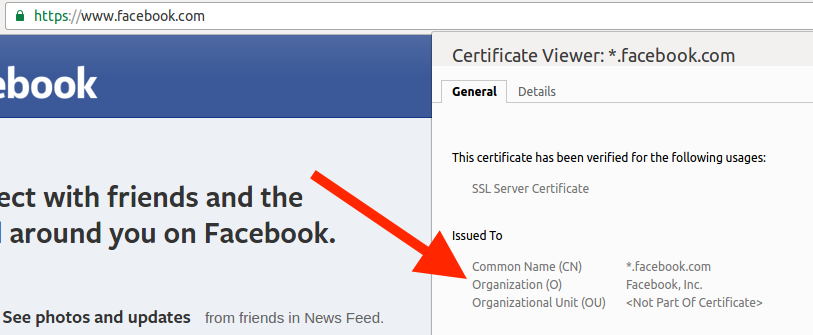 https://www.facebook.com
Certificate Viewer: *.facebook.com
ebook
General Details
This certificate has been verified for the following usages:
SSL Server Certificate
ect with friends and the
around you on Facebook.
Issued To
Common Name (CN) *.facebook.com
Organization (O) Facebook, Inc.
Organizational Unit (OU) <Not Part Of Certificate>
See photos and updates from friends in News Feed.